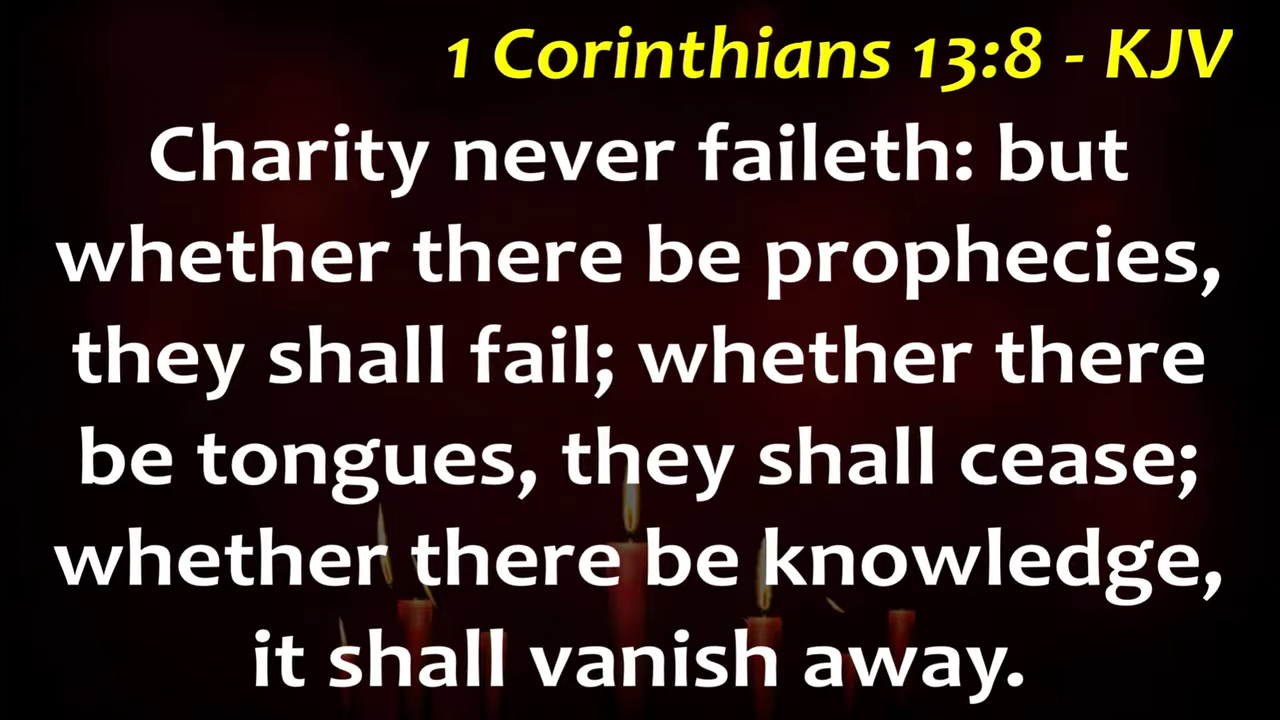 1 Corinthians 13:8 - KJV
Charity never faileth: but
whether there be prophecies,
they shall fail; whether there
be tongues, they shall cease;
whether there be knowledge,
it shall vanish away.